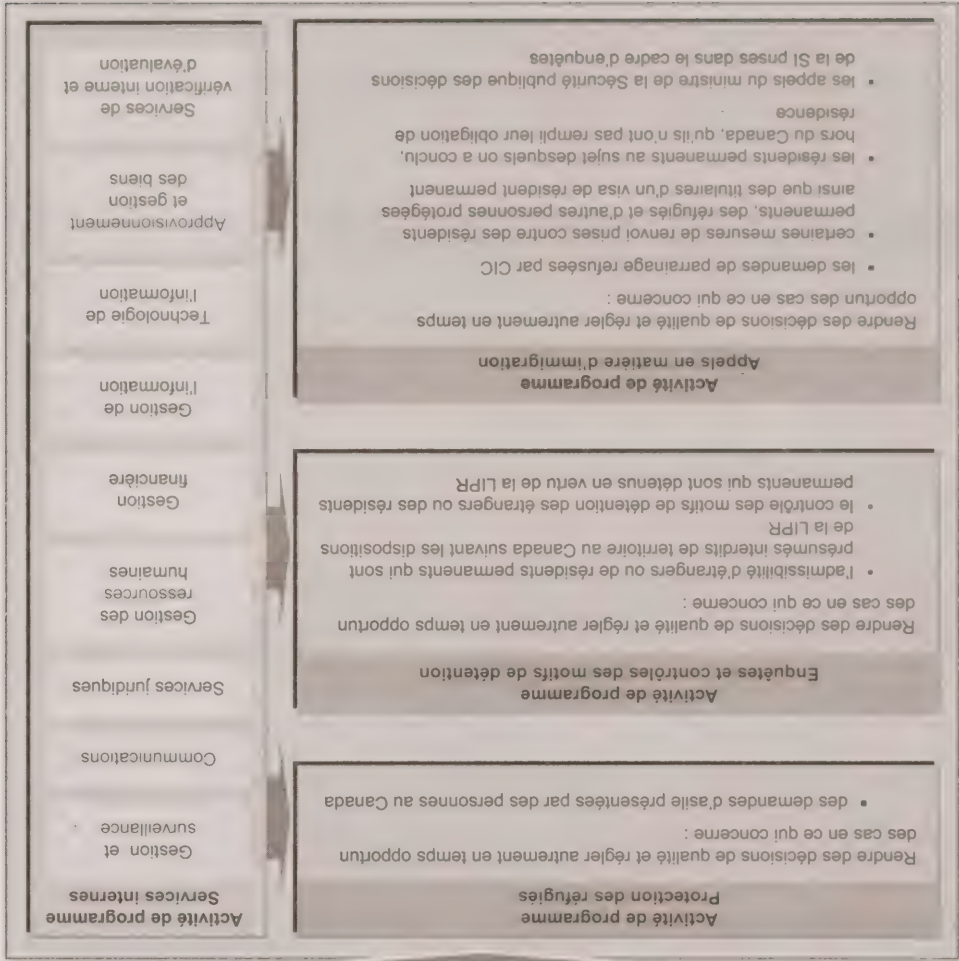 Activité de programme
Protection des réfugiés
Rendre des décisions de qualité et régler autrement en temps opportun
des cas en ce qui concerne :
• des demandes d'asile présentées par des personnes au Canada
Activité de programme
Enquêtes et contrôles des motifs de détention
Rendre des décisions de qualité et régler autrement en temps opportun
des cas en ce qui concerne :
• l'admissibilité d'étrangers ou de résidents permanents qui sont
présumés interdits de territoire au Canada suivant les dispositions
de la LIPR
• le contrôle des motifs de détention des étrangers ou des résidents
permanents qui sont détenus en vertu de la LIPR
Activité de programme
Appels en matière d'immigration
Rendre des décisions de qualité et régler autrement en temps
opportun des cas en ce qui concerne :
• les demandes de parrainage refusées par CIC
• certaines mesures de renvoi prises contre des résidents
permanents, des réfugiés et d'autres personnes protégées
ainsi que des titulaires d'un visa de résident permanent
• les résidents permanents au sujet desquels on a conclu,
hors du Canada, qu'ils n'ont pas rempli leur obligation de
résidence
• les appels du ministre de la Sécurité publique des décisions
de la SI prises dans le cadre d'enquêtes
Activité de programme
Services internes
Gestion et
surveillance
Communications
Services juridiques
Gestion des
ressources
humaines
Gestion
financière
Gestion de
l'information
Technologie de
l'information
Approvisionnement
et gestion
des biens
Services de
vérification interne et
d'évaluation